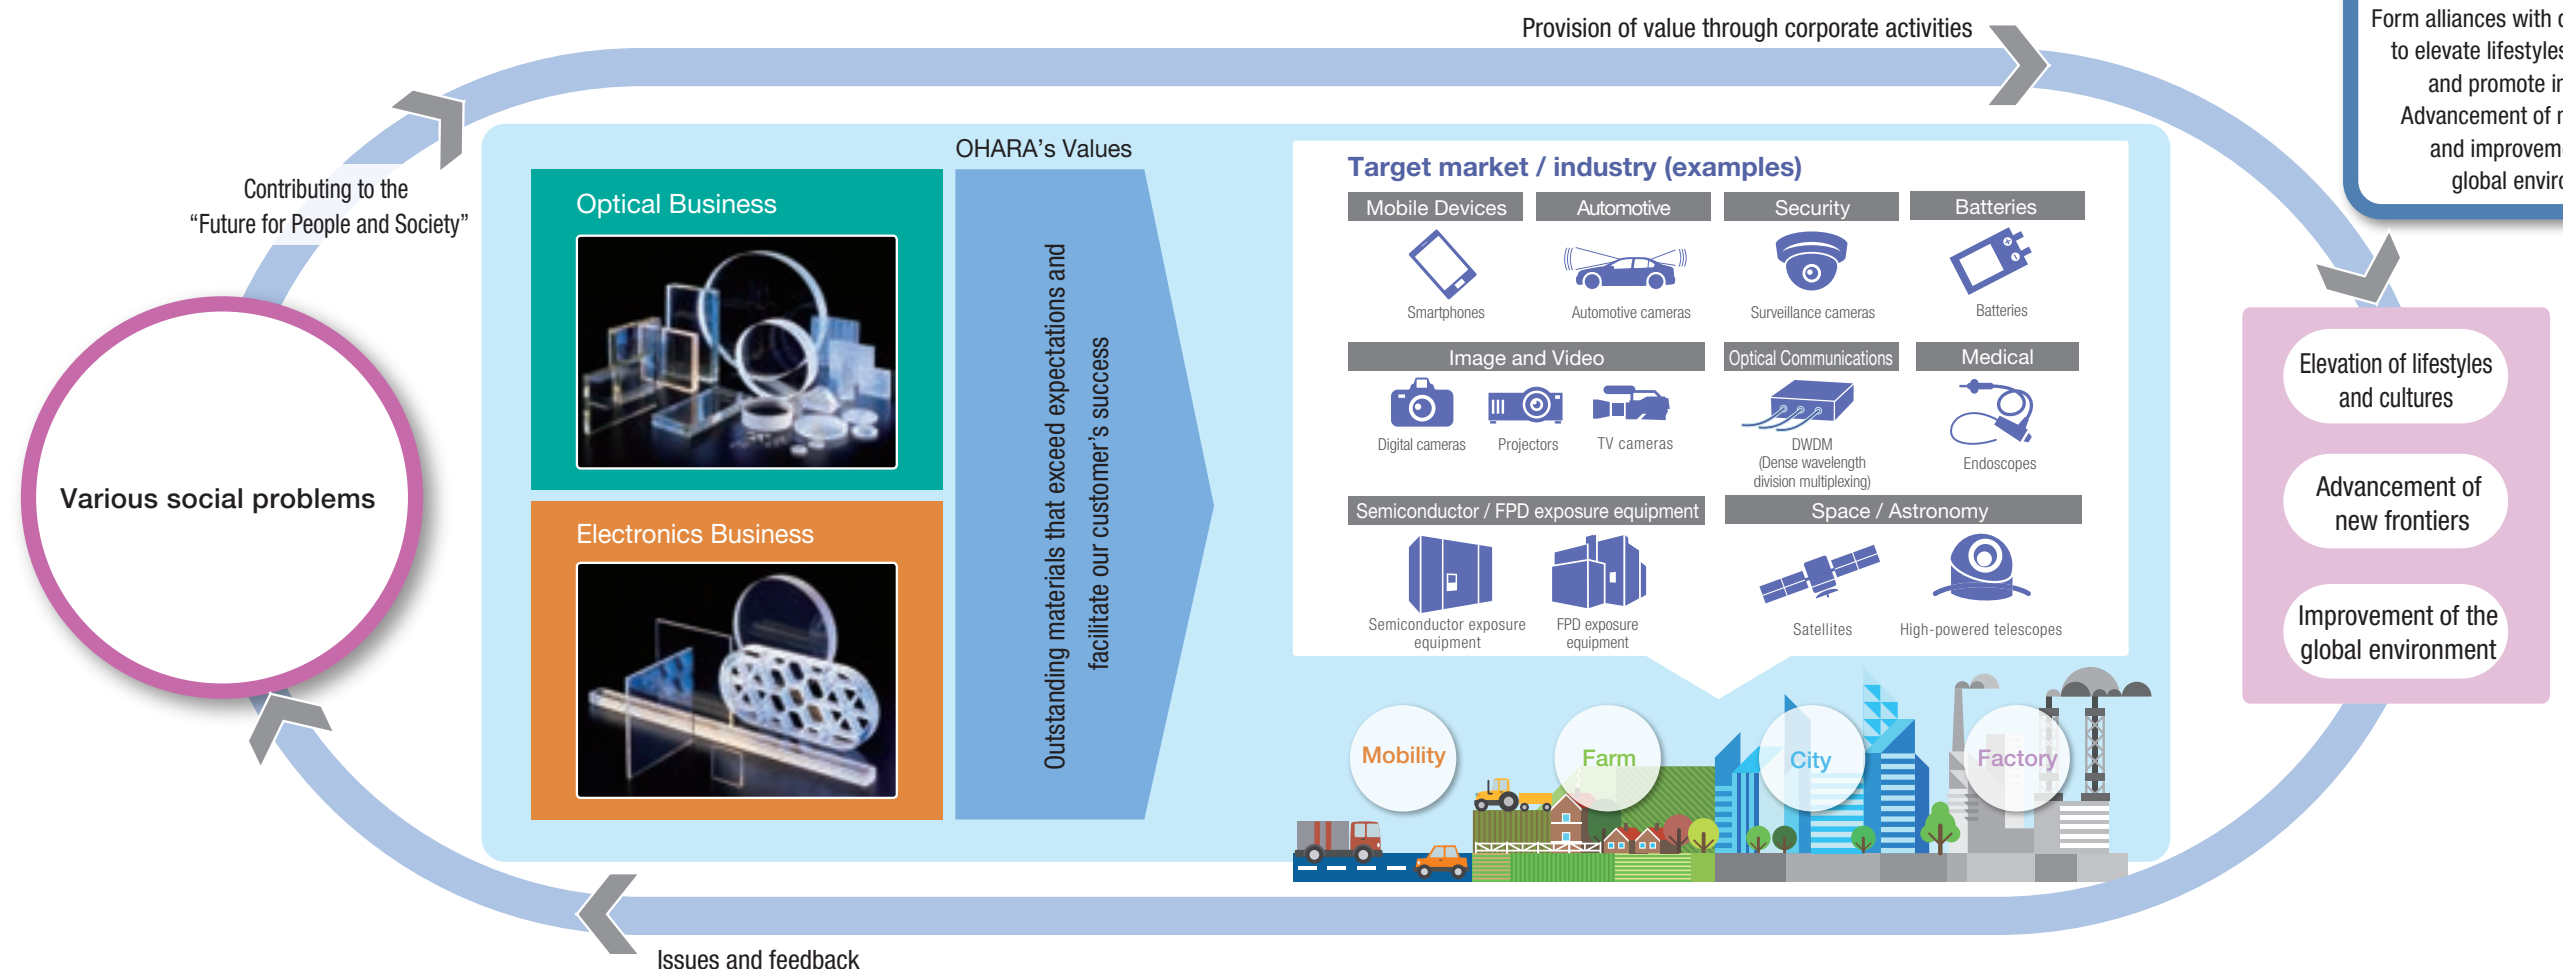 Provision of value through corporate activities
Form alliances with
to elevate lifestyles
and promote
Advancement of
and
global
Contributing to the
“Future for People and Society”
OHARA's Values
Optical Business
Electronics Business
Outstanding materials that exceed expectations and
facilitate our customer's success
Target market / industry (examples)
Mobile Devices
Automotive
Security
Batteries
Smartphones
Automotive cameras
Surveillance cameras
Batteries
Image and Video
Optical Communications
Medical
Digital cameras
Projectors
TV cameras
DWDM
(Dense wavelength
division multiplexing)
Endoscopes
Semiconductor / FPD exposure equipment
Space / Astronomy
Semiconductor exposure
equipment
FPD exposure
equipment
Satellites
High-powered telescopes
Mobility
Farm
City
Factory
Various social problems
Elevation of lifestyles
and cultures
Advancement of
new frontiers
Improvement of the
global environment
Issues and feedback